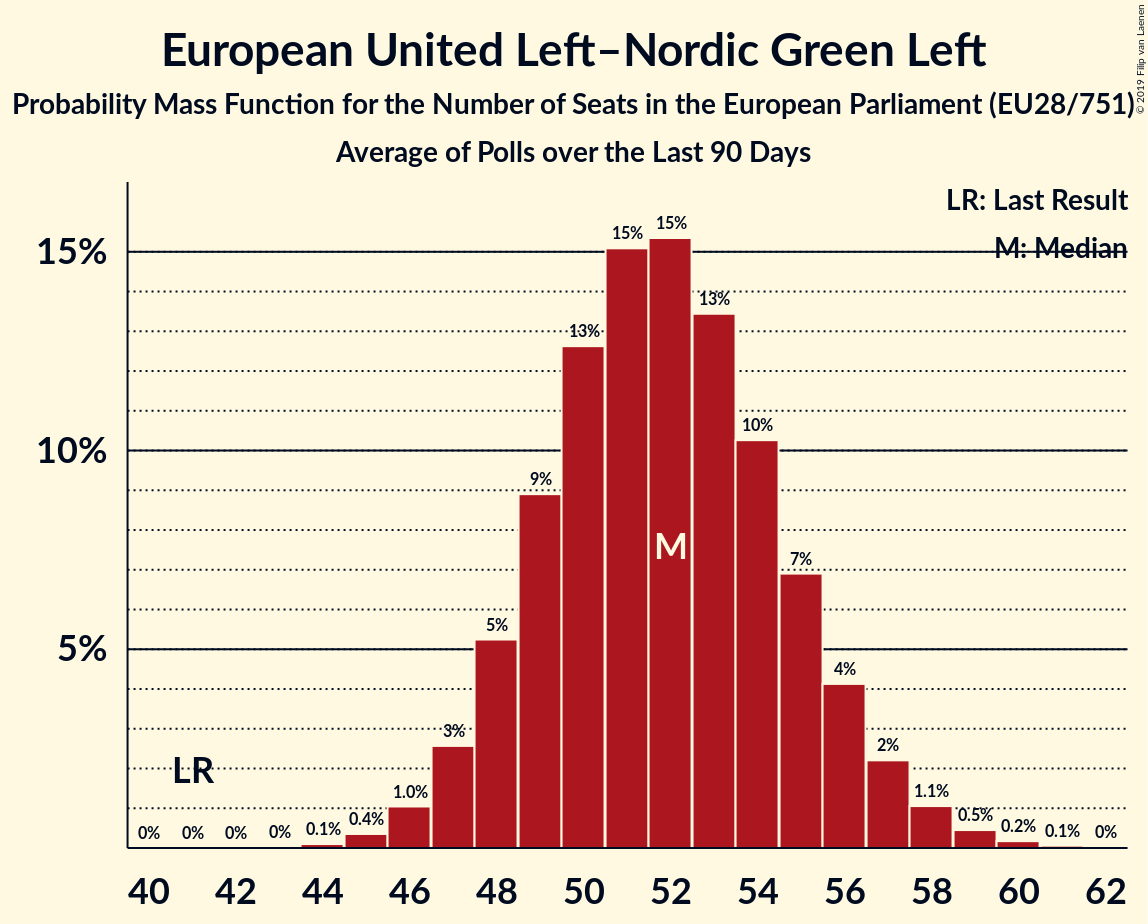 European United Left–Nordic Green Left
Probability Mass Function for the Number of Seats in the European Parliament (EU28/751)
Average of Polls over the Last 90 Days
© 2019 Filip van Laenen
LR: Last Result
M: Median
15%
10%
5%
0% 0% 0% 0% 0.1% 0.4% 1.0% 3% 5% 9% 13% 15% 15% 13% 10% 7% 4% 2% 1.1% 0.5% 0.2% 0.1% 0%
LR
M
40 42 44 46 48 50 52 54 56 58 60 62